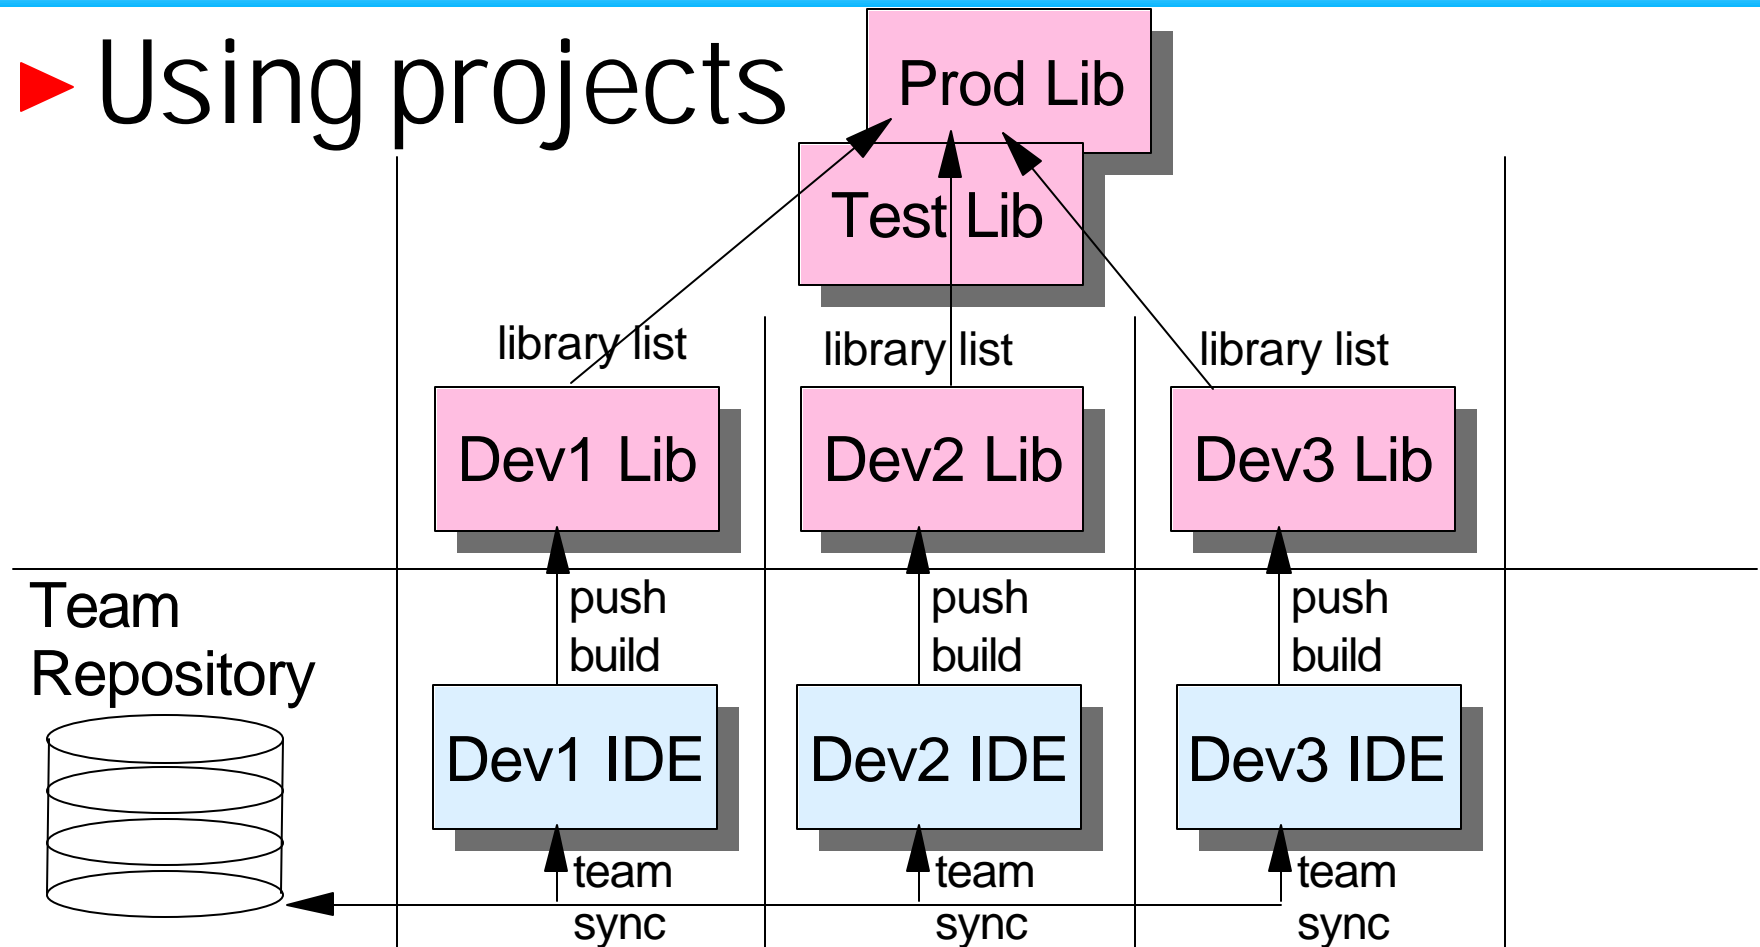 Using projects
Prod Lib
Test Lib
library list
library list
library list
Dev1 Lib
Dev2 Lib
Dev3 Lib
Team
Repository
push
build
push
build
push
build
Dev1 IDE
Dev2 IDE
Dev3 IDE
team
sync
team
sync
team
sync